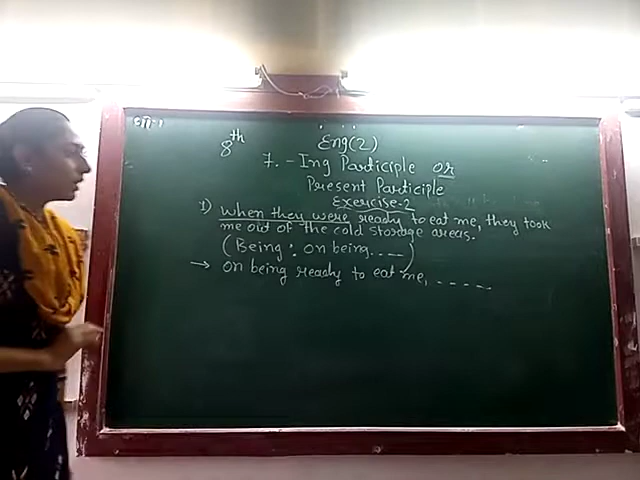 8th Eng(2)
7. - Ing Participle or
Present Participle
Exercise-2
1) when they were ready to eat me, they took
me out of the cold storage areas.
(Being : on being....)
→ on being ready to eat me, - - - - -